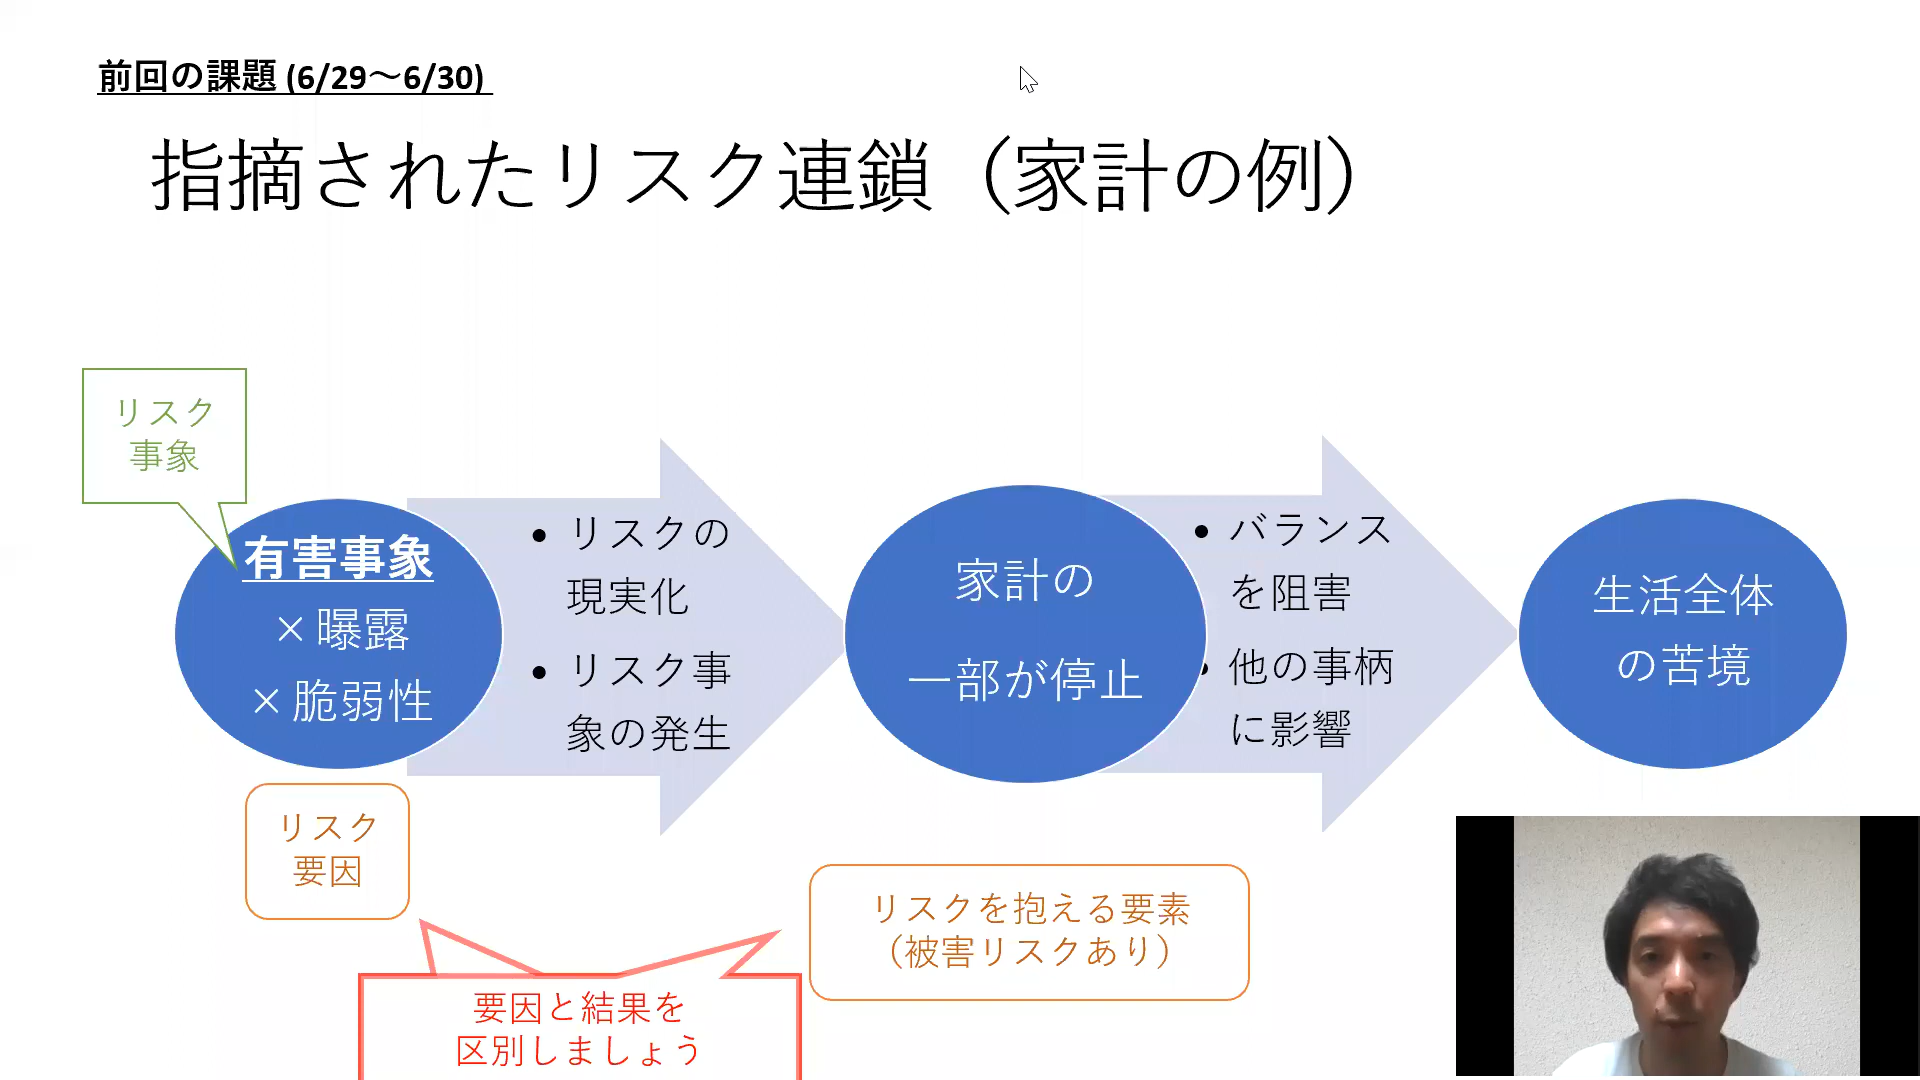 前回の課題 (6/29～6/30)
指摘されたリスク連鎖（家計の例）
リスク
事象
有害事象
×曝露
×脆弱性
• リスクの
現実化
• リスク事
象の発生
家計の
一部が停止
• バランス
を阻害
• 他の事柄
に影響
生活全体
の苦境
リスク
要因
リスクを抱える要素
（被害リスクあり）
要因と結果を
区別しましょう